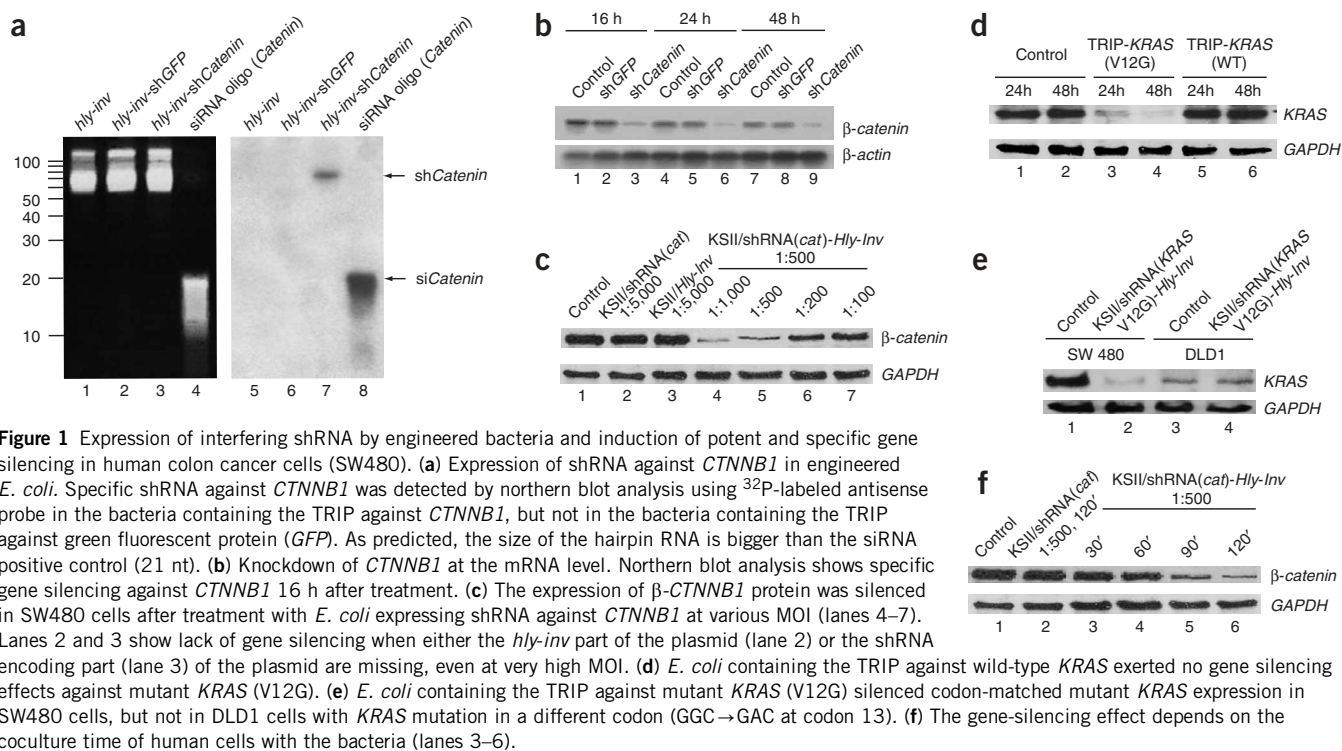 a
hly-inv
hly-inv-shGFP
hly-inv-shCatenin
siRNA oligo (Catenin)
hly-inv
hly-inv-shGFP
hly-inv-shCatenin
siRNA oligo (Catenin)
100
50
40
30
20
10
shCatenin
siCatenin
1 2 3 4 5 6 7 8
b
16 h 24 h 48 h
Control
shGFP
shCatenin
Control
shGFP
shCatenin
Control
shGFP
shCatenin
β-catenin
β-actin
1 2 3 4 5 6 7 8 9
c
KSII/shRNA(cat)-Hly-Inv
1:500
Control
KSII/shRNA(cat)
1:5,000
KSII/Hly-Inv
1:5,000
1:1,000
1:500
1:200
1:100
β-catenin
GAPDH
1 2 3 4 5 6 7
d
Control
TRIP-KRAS
(V12G)
TRIP-KRAS
(WT)
24h 48h 24h 48h 24h 48h
KRAS
GAPDH
1 2 3 4 5 6
e
Control
KSII/shRNA(KRAS
V12G)-Hly-Inv
Control
KSII/shRNA(KRAS
V12G)-Hly-Inv
SW 480 DLD1
KRAS
GAPDH
1 2 3 4
f
KSII/shRNA(cat)-Hly-Inv
1:500
Control
KSII/shRNA(cat)
1:500, 120′
30′
60′
90′
120′
β-catenin
GAPDH
1 2 3 4 5 6
Figure 1 Expression of interfering shRNA by engineered bacteria and induction of potent and specific gene
silencing in human colon cancer cells (SW480). (a) Expression of shRNA against CTNNB1 in engineered
E. coli. Specific shRNA against CTNNB1 was detected by northern blot analysis using ³²P-labeled antisense
probe in the bacteria containing the TRIP against CTNNB1, but not in the bacteria containing the TRIP
against green fluorescent protein (GFP). As predicted, the size of the hairpin RNA is bigger than the siRNA
positive control (21 nt). (b) Knockdown of CTNNB1 at the mRNA level. Northern blot analysis shows specific
gene silencing against CTNNB1 16 h after treatment. (c) The expression of β-CTNNB1 protein was silenced
in SW480 cells after treatment with E. coli expressing shRNA against CTNNB1 at various MOI (lanes 4–7).
Lanes 2 and 3 show lack of gene silencing when either the hly-inv part of the plasmid (lane 2) or the shRNA
encoding part (lane 3) of the plasmid are missing, even at very high MOI. (d) E. coli containing the TRIP against wild-type KRAS exerted no gene silencing
effects against mutant KRAS (V12G). (e) E. coli containing the TRIP against mutant KRAS (V12G) silenced codon-matched mutant KRAS expression in
SW480 cells, but not in DLD1 cells with KRAS mutation in a different codon (GGC→GAC at codon 13). (f) The gene-silencing effect depends on the
coculture time of human cells with the bacteria (lanes 3–6).